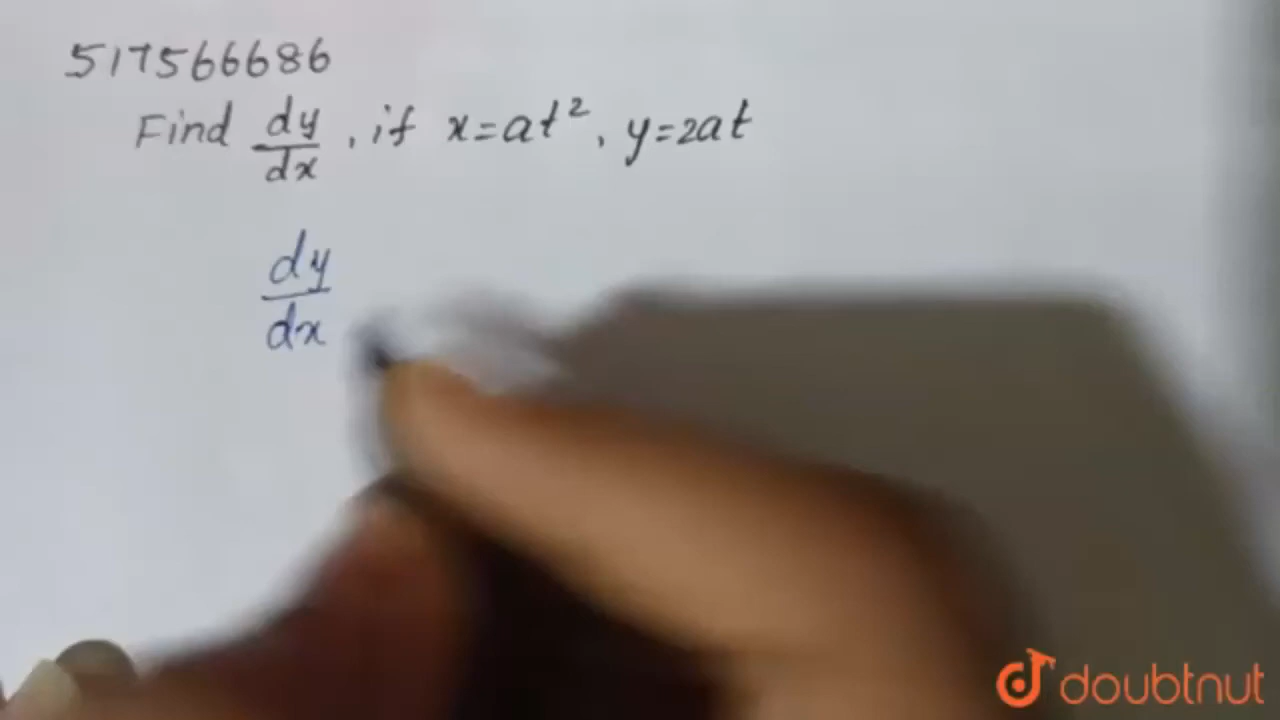 517566686
Find dy/dx, if x=at², y=2at
dy/dx
doubtnut